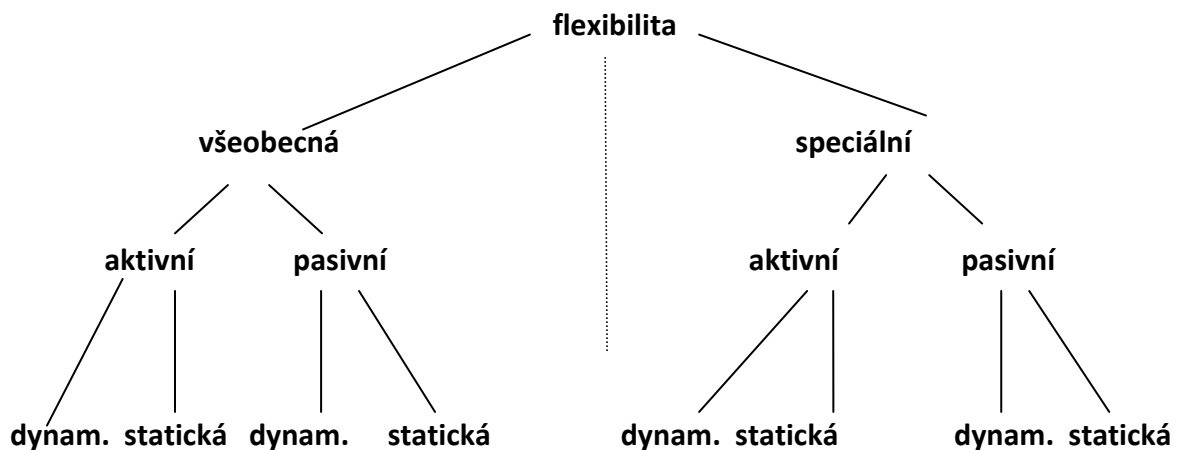 flexibilita
všeobecná speciální
aktivní pasivní aktivní pasivní
dynam. statická dynam. statická dynam. statická dynam. statická